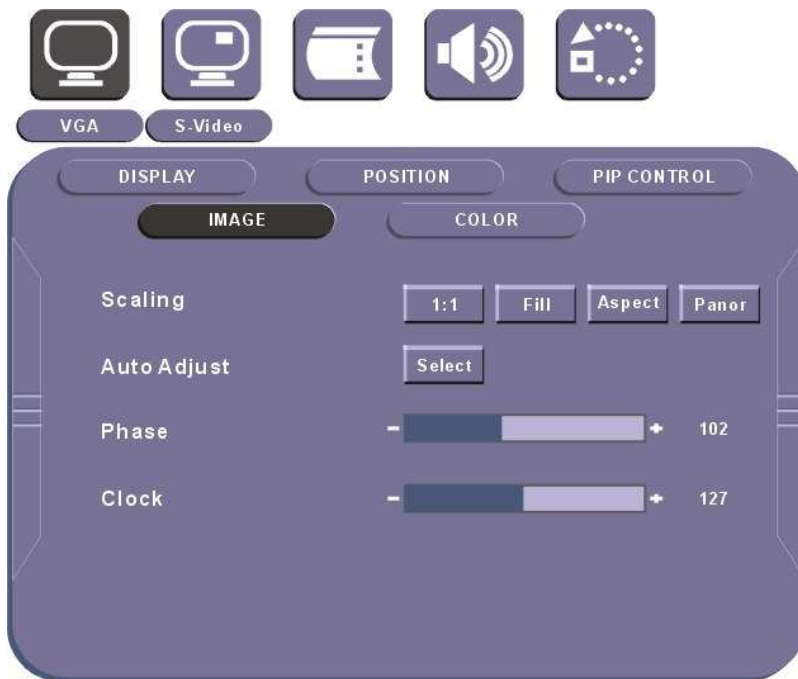 VGA S-Video
DISPLAY POSITION PIP CONTROL
IMAGE COLOR
Scaling 1:1 Fill Aspect Panor
Auto Adjust Select
Phase - + 102
Clock - + 127